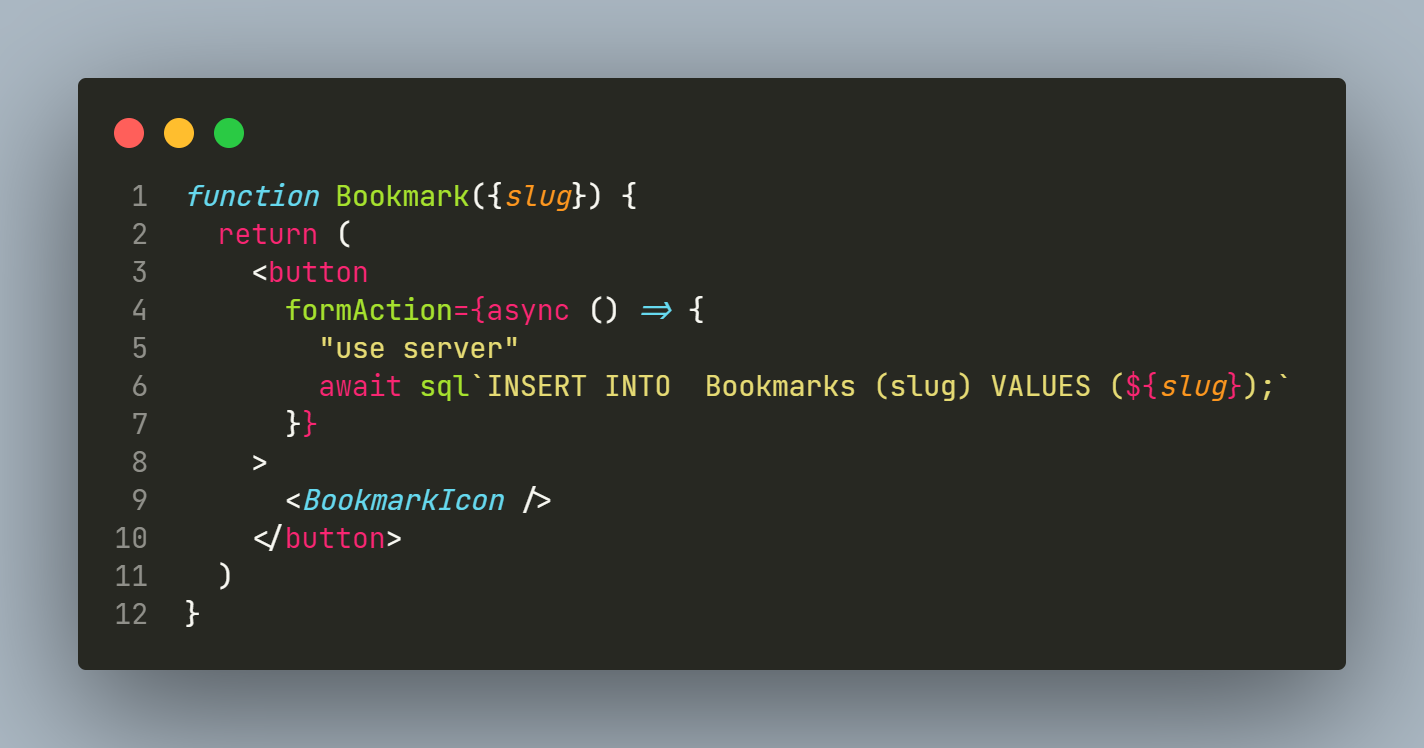 1 function Bookmark({slug}) {
2   return (
3     <button
4       formAction={async () => {
5         "use server"
6         await sql`INSERT INTO  Bookmarks (slug) VALUES (${slug});`
7       }}
8     >
9       <BookmarkIcon />
10     </button>
11   )
12 }